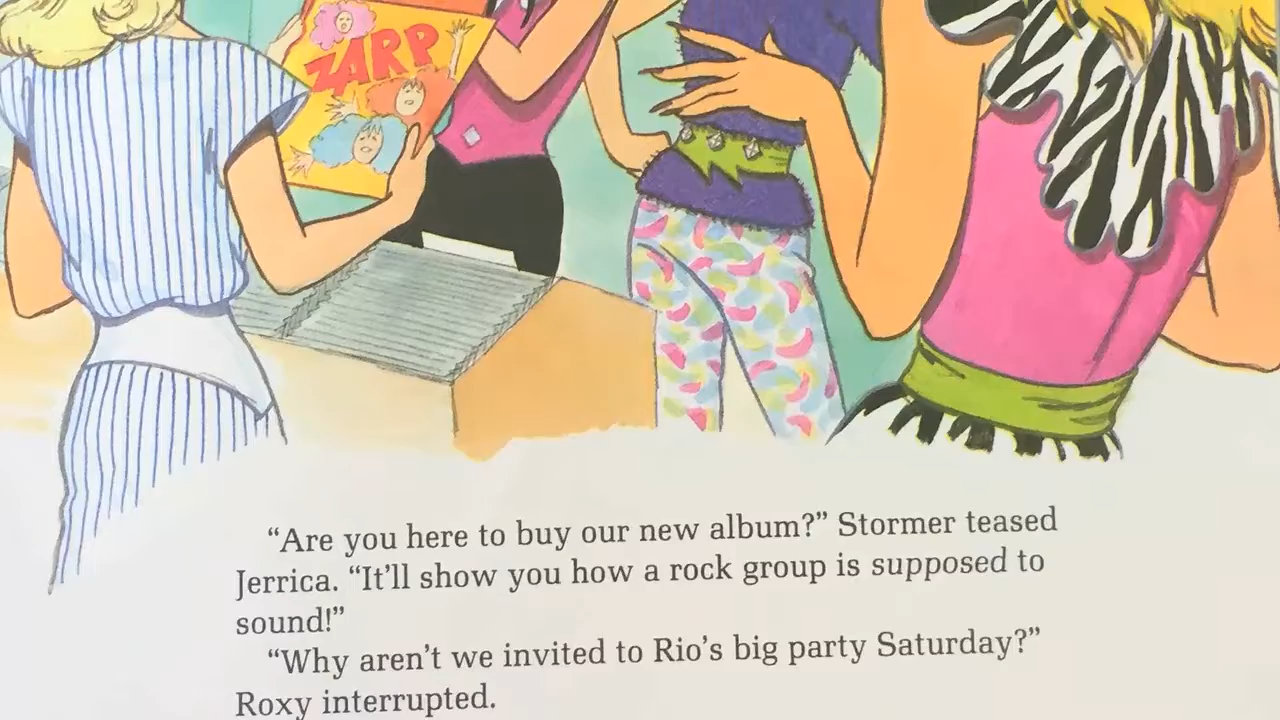 ZARP
“Are you here to buy our new album?” Stormer teased
Jerrica. “It’ll show you how a rock group is supposed to
sound!”
“Why aren’t we invited to Rio’s big party Saturday?”
Roxy interrupted.